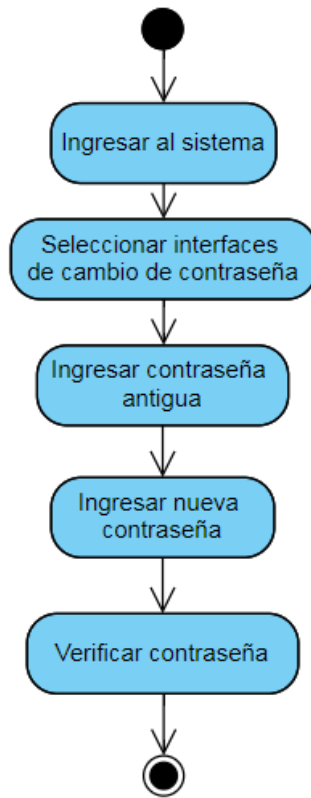 Ingresar al sistema
Seleccionar interfaces
de cambio de contraseña
Ingresar contraseña
antigua
Ingresar nueva
contraseña
Verificar contraseña